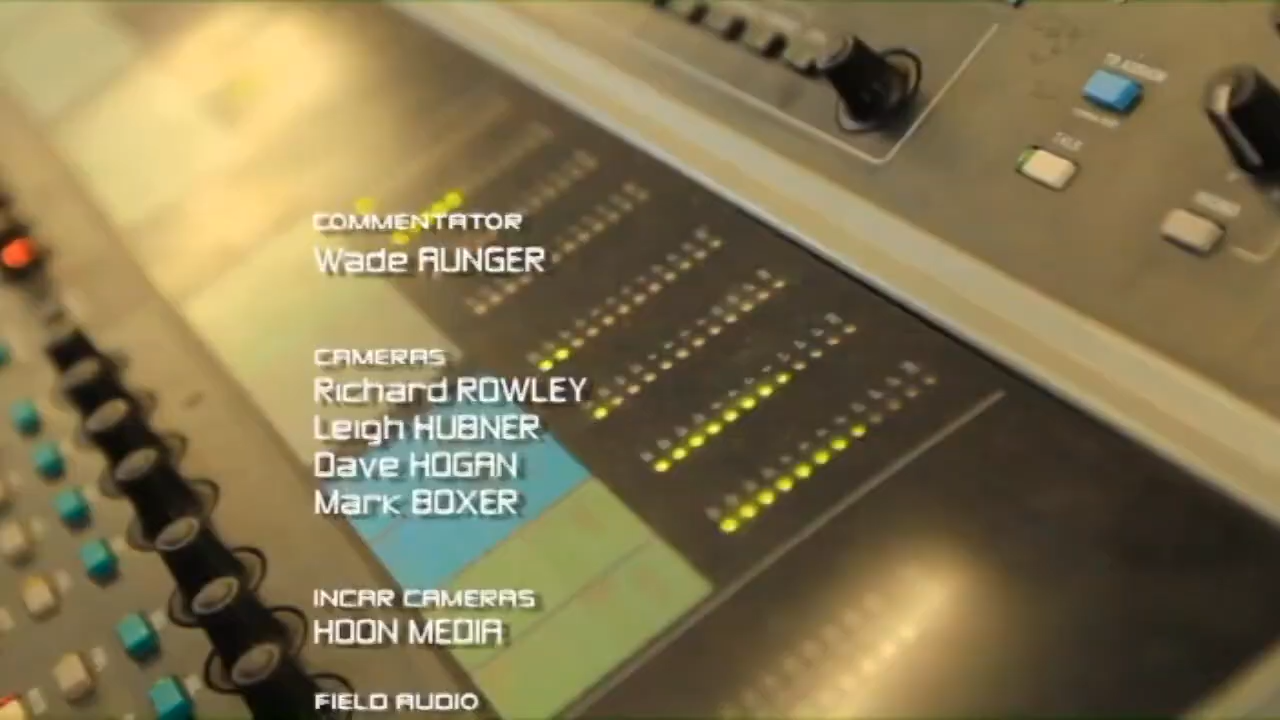 COMMENTATOR
Wade AUNGER
CAMERAS
Richard ROWLEY
Leigh HUBNER
Dave HOGAN
Mark BOXER
INCAR CAMERAS
HOON MEDIA
FIELD AUDIO